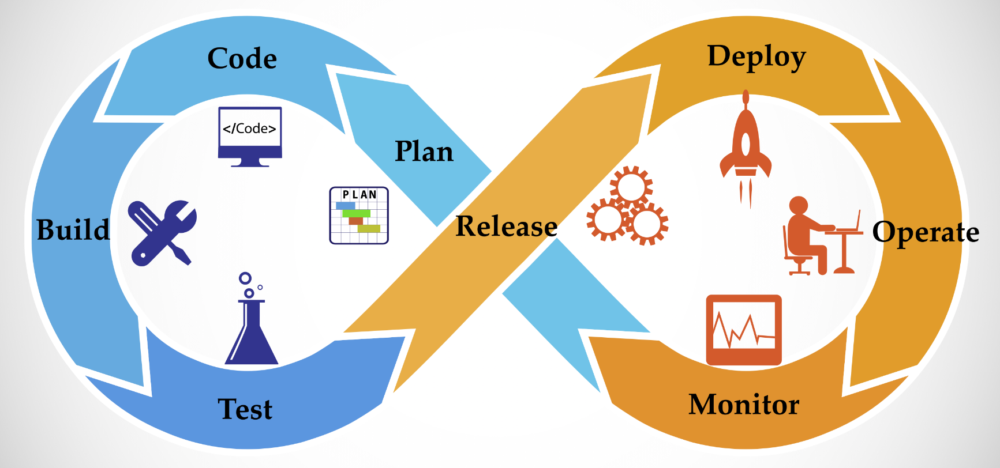 Code
Deploy
</Code>
Plan
PLAN
Build
Release
Operate
Test
Monitor